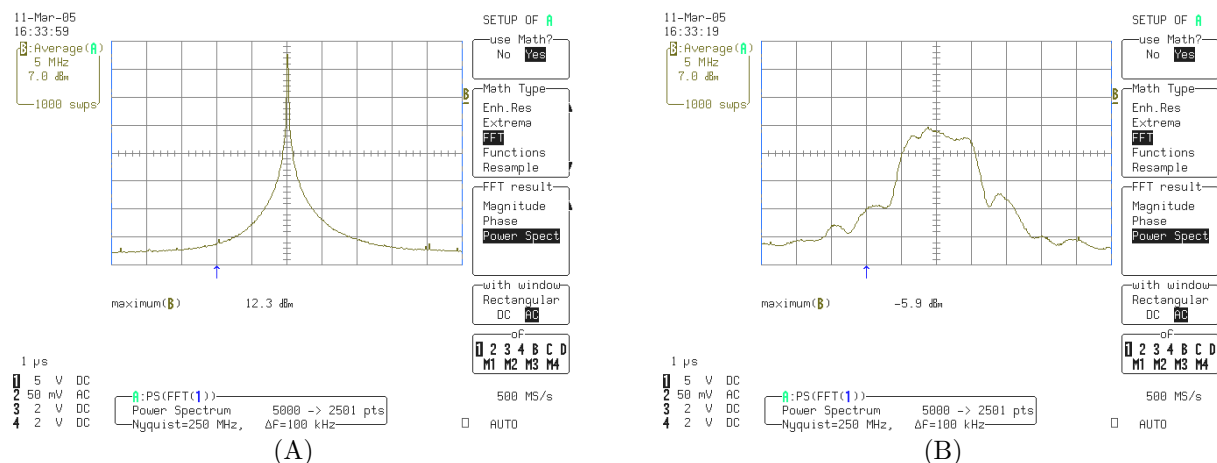 11-Mar-05
16:33:59
B:Average(A)
5 MHz
7.0 dBm
1000 swps
B
maximum(B) 12.3 dBm
1 µs
1 5 V DC
2 50 mV AC
3 2 V DC
4 2 V DC
A:PS(FFT(1))
Power Spectrum 5000 -> 2501 pts
Nyquist=250 MHz, Δf=100 kHz
SETUP OF A
use Math?
No Yes
Math Type
Enh.Res
Extrema
FFT
Functions
Resample
FFT result
Magnitude
Phase
Power Spect
with window
Rectangular
DC AC
of
1 2 3 4 B C D
M1 M2 M3 M4
500 MS/s
AUTO
(A)
11-Mar-05
16:33:19
B:Average(A)
5 MHz
7.0 dBm
1000 swps
B
maximum(B) -5.9 dBm
1 µs
1 5 V DC
2 50 mV AC
3 2 V DC
4 2 V DC
A:PS(FFT(1))
Power Spectrum 5000 -> 2501 pts
Nyquist=250 MHz, Δf=100 kHz
SETUP OF A
use Math?
No Yes
Math Type
Enh.Res
Extrema
FFT
Functions
Resample
FFT result
Magnitude
Phase
Power Spect
with window
Rectangular
DC AC
of
1 2 3 4 B C D
M1 M2 M3 M4
500 MS/s
AUTO
(B)